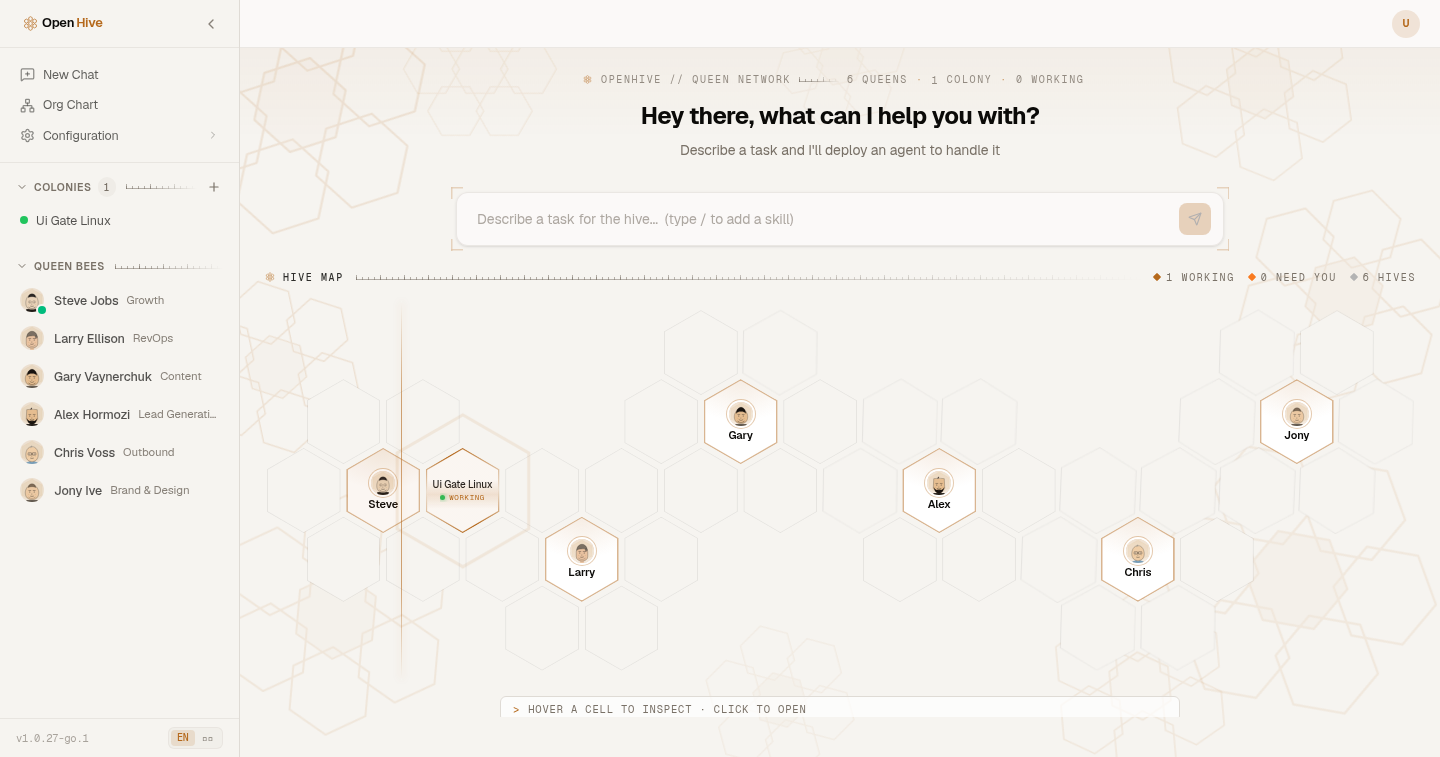 Open Hive
U
New Chat
Org Chart
Configuration
COLONIES 1
Ui Gate Linux
QUEEN BEES
Steve Jobs Growth
Larry Ellison RevOps
Gary Vaynerchuk Content
Alex Hormozi Lead Generati...
Chris Voss Outbound
Jony Ive Brand & Design
v1.0.27-go.1
EN
OPENHIVE // QUEEN NETWORK 6 QUEENS · 1 COLONY · 0 WORKING
Hey there, what can I help you with?
Describe a task and I'll deploy an agent to handle it
Describe a task for the hive... (type / to add a skill)
HIVE MAP
1 WORKING 0 NEED YOU 6 HIVES
Gary
Jony
Steve
Ui Gate Linux
WORKING
Alex
Larry
Chris
> HOVER A CELL TO INSPECT · CLICK TO OPEN